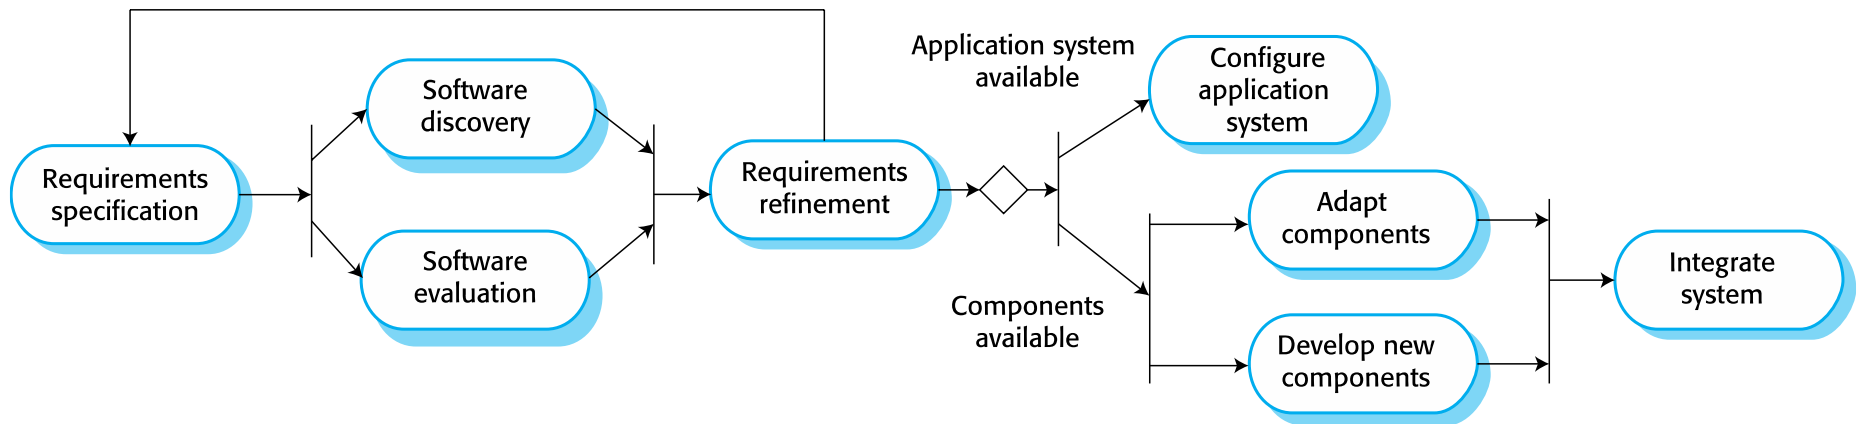 Requirements
specification
Software
discovery
Software
evaluation
Requirements
refinement
Application system
available
Configure
application
system
Components
available
Adapt
components
Develop new
components
Integrate
system